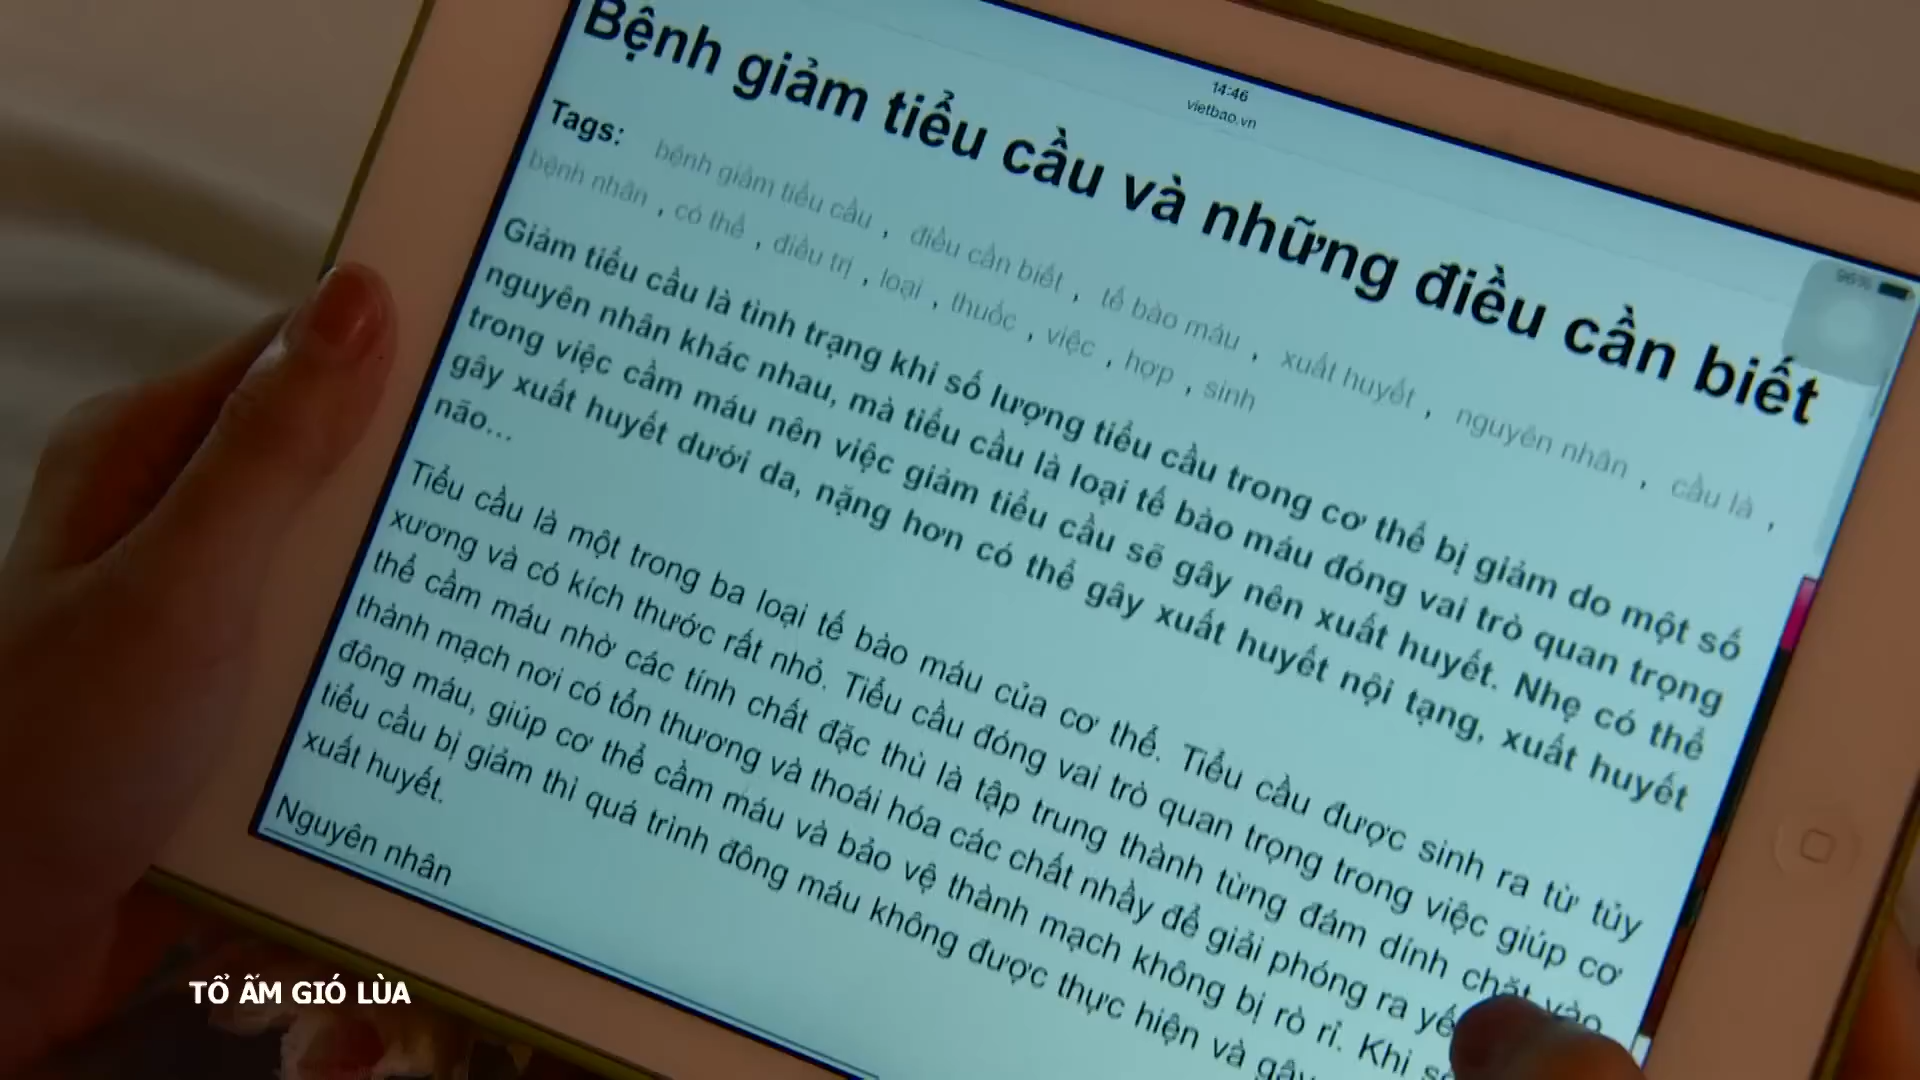 14:46
vietbao.vn
96%
Bệnh giảm tiểu cầu và những điều cần biết
Tags: bệnh giảm tiểu cầu , điều cần biết , tế bào máu , xuất huyết , nguyên nhân , cầu là ,
bệnh nhân , có thể , điều trị , loại , thuốc , việc , hợp , sinh
Giảm tiểu cầu là tình trạng khi số lượng tiểu cầu trong cơ thể bị giảm do một số
nguyên nhân khác nhau, mà tiểu cầu là loại tế bào máu đóng vai trò quan trọng
trong việc cầm máu nên việc giảm tiểu cầu sẽ gây nên xuất huyết. Nhẹ có thể
gây xuất huyết dưới da, nặng hơn có thể gây xuất huyết nội tạng, xuất huyết
não...
Tiểu cầu là một trong ba loại tế bào máu của cơ thể. Tiểu cầu được sinh ra từ tủy
xương và có kích thước rất nhỏ. Tiểu cầu đóng vai trò quan trọng trong việc giúp cơ
thể cầm máu nhờ các tính chất đặc thù là tập trung thành từng đám dính chặt vào
thành mạch nơi có tổn thương và thoái hóa các chất nhầy để giải phóng ra
đông máu, giúp cơ thể cầm máu và bảo vệ thành mạch không bị rò rỉ. Khi
tiểu cầu bị giảm thì quá trình đông máu không được thực hiện và gây
xuất huyết.
Nguyên nhân
TỔ ẤM GIÓ LÙA